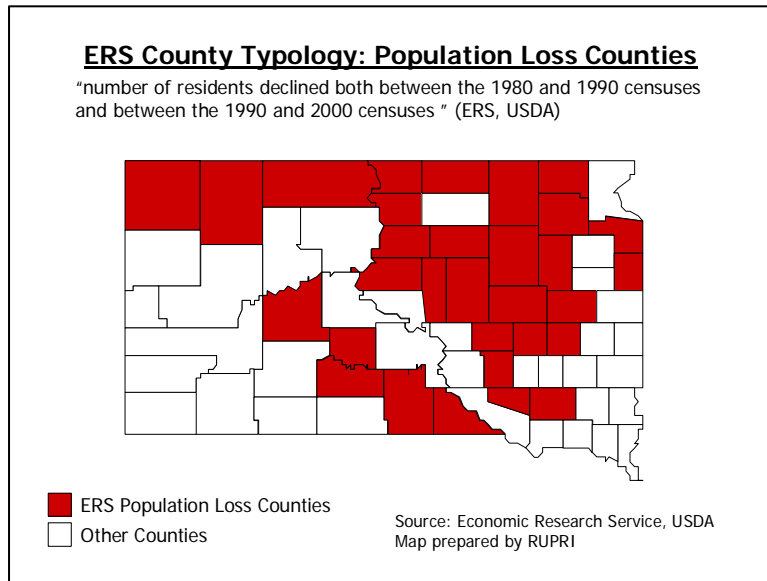 ERS County Typology: Population Loss Counties
“number of residents declined both between the 1980 and 1990 censuses
and between the 1990 and 2000 censuses ” (ERS, USDA)
ERS Population Loss Counties
Other Counties
Source: Economic Research Service, USDA
Map prepared by RUPRI